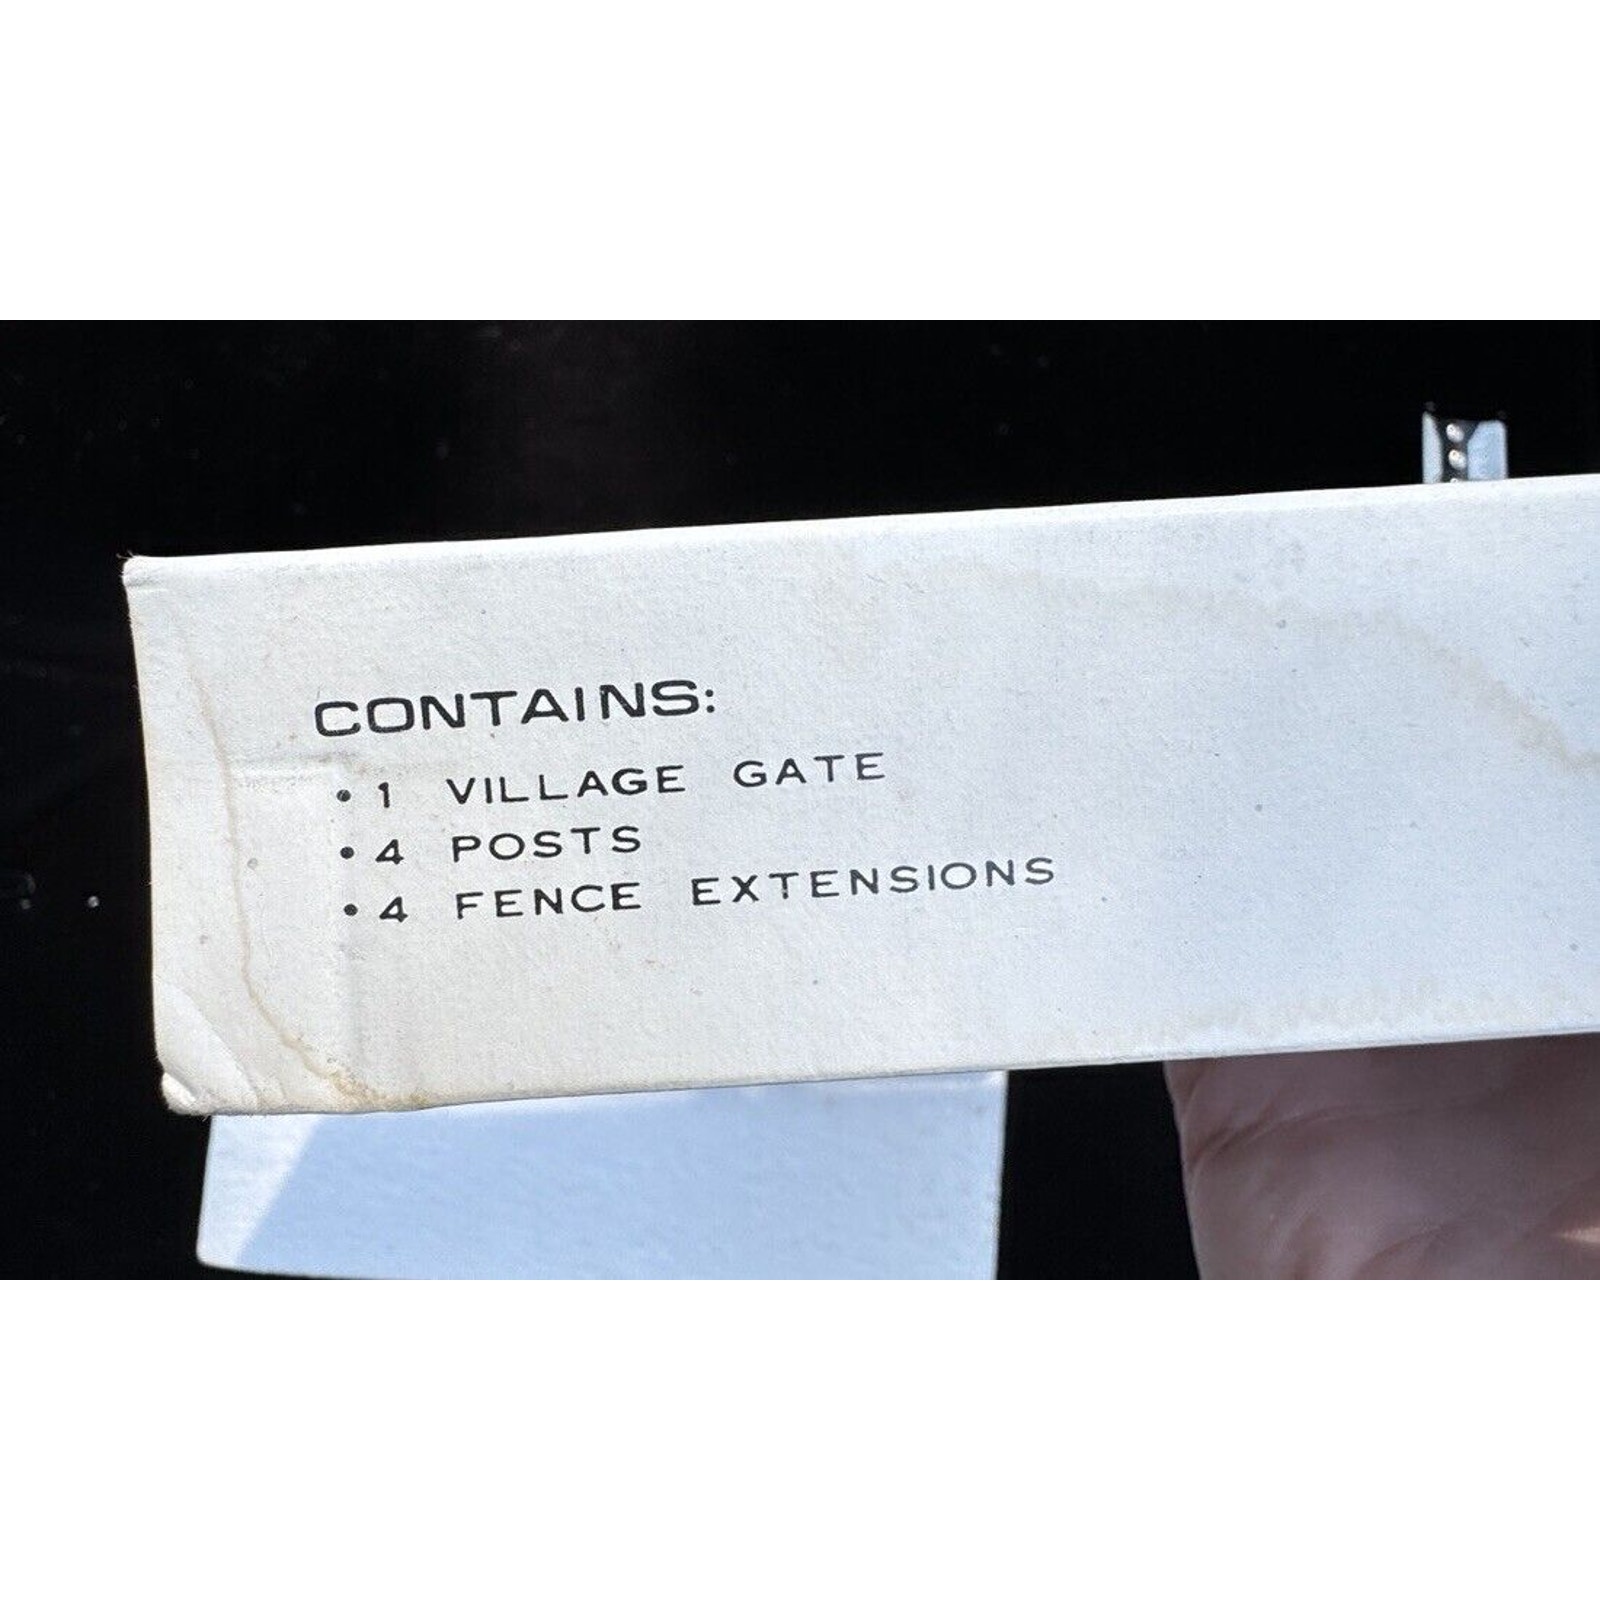 CONTAINS:
• 1 VILLAGE GATE
• 4 POSTS
• 4 FENCE EXTENSIONS